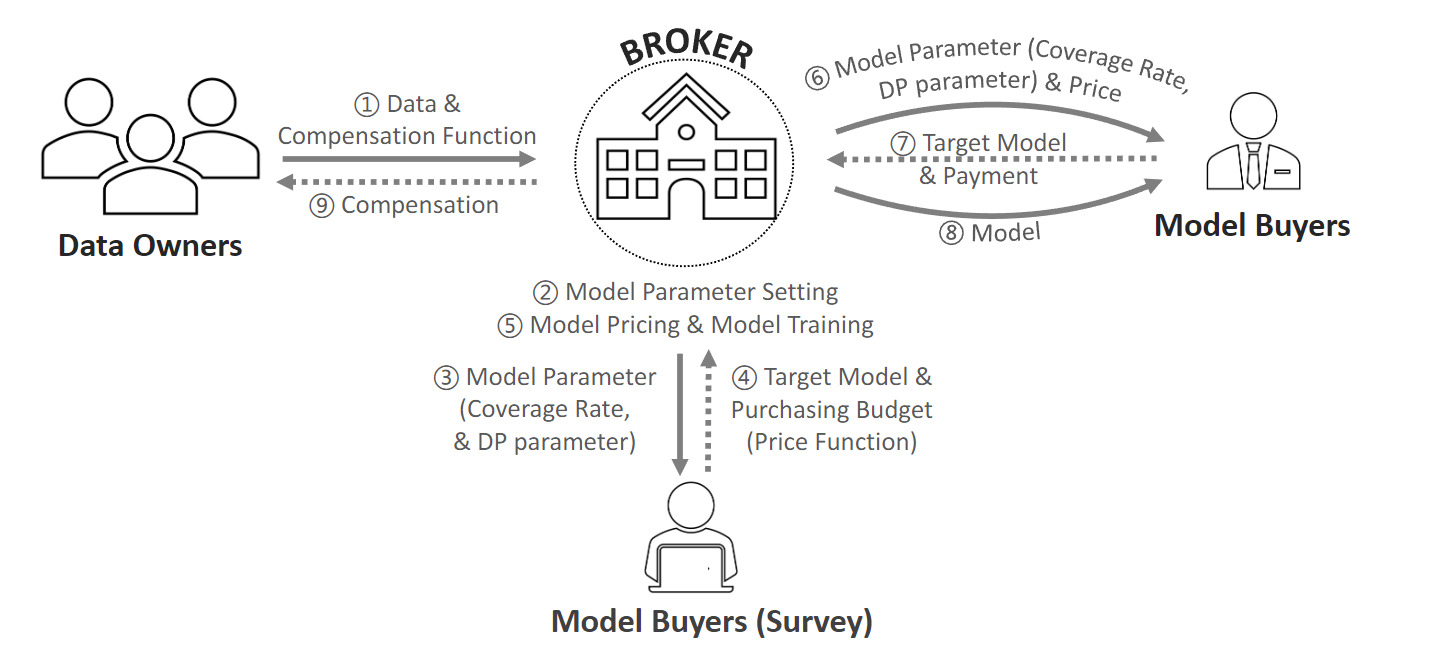 BROKER
① Data &
Compensation Function
⑨ Compensation
Data Owners
⑥ Model Parameter (Coverage Rate,
DP parameter) & Price
⑦ Target Model
& Payment
⑧ Model
Model Buyers
② Model Parameter Setting
⑤ Model Pricing & Model Training
③ Model Parameter
(Coverage Rate,
& DP parameter)
④ Target Model &
Purchasing Budget
(Price Function)
Model Buyers (Survey)